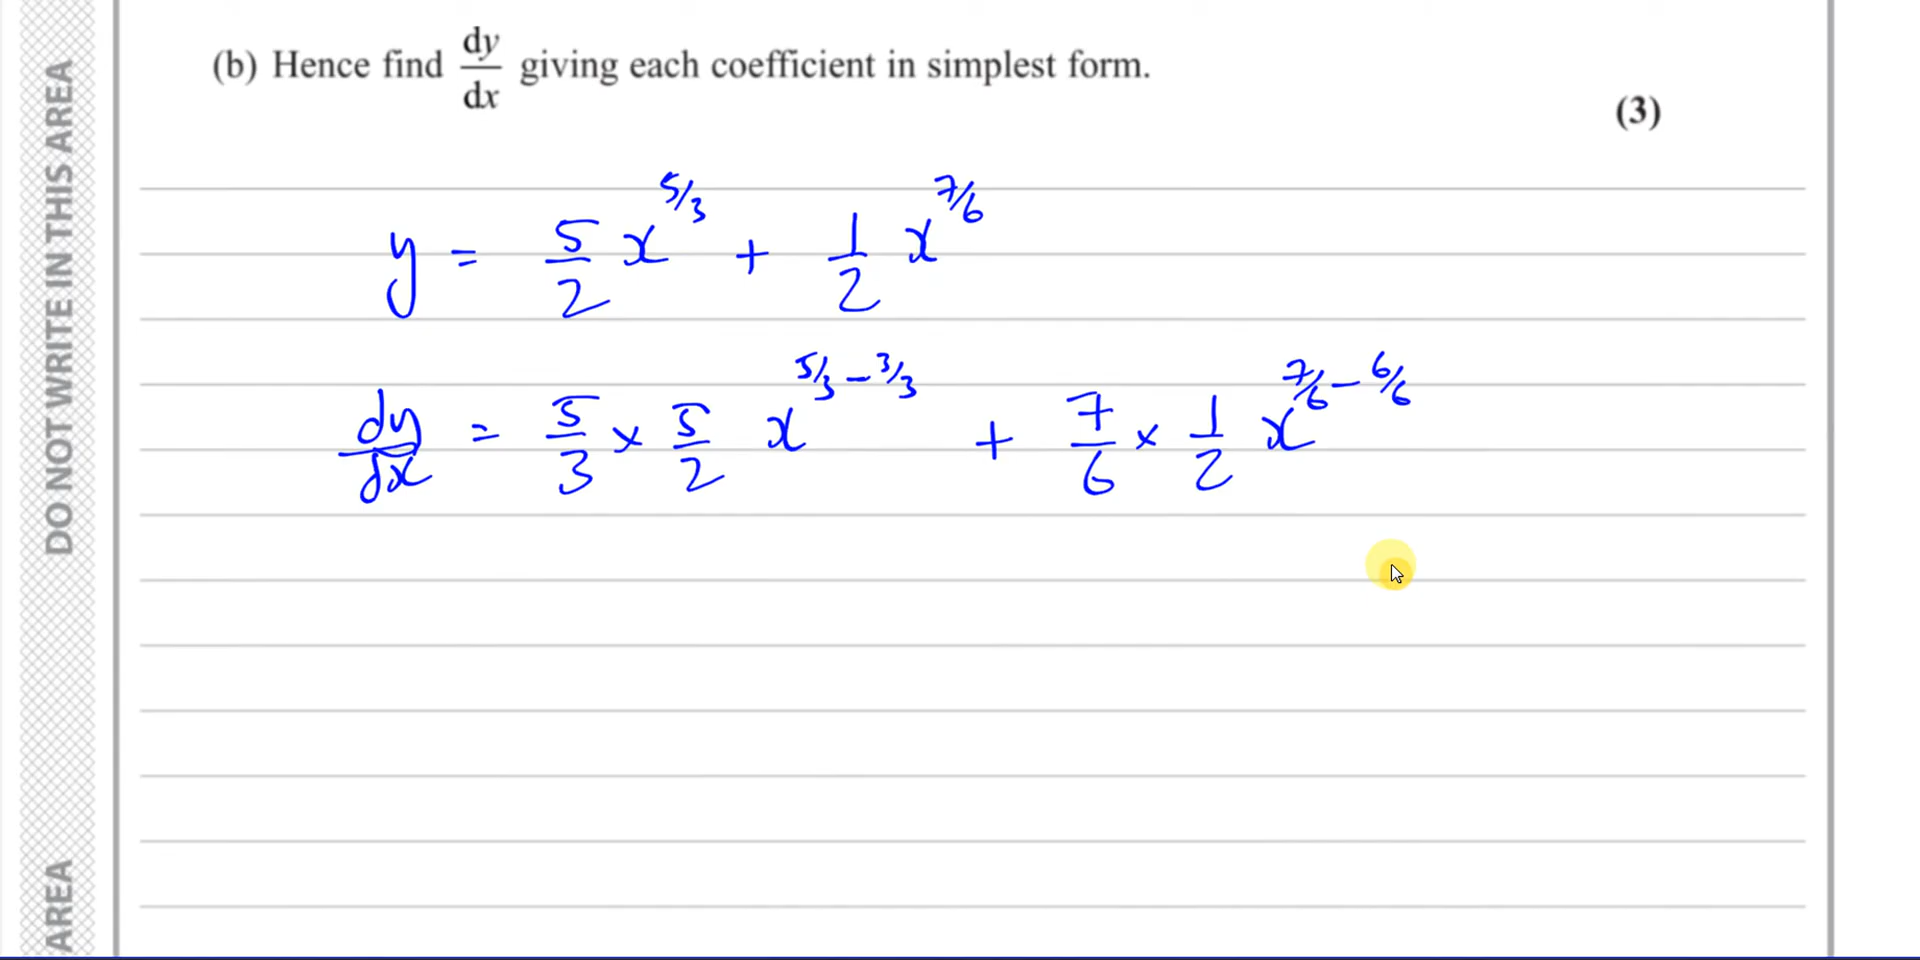 DO NOT WRITE IN THIS AREA
AREA
(b) Hence find dy/dx giving each coefficient in simplest form.
(3)
y = 5/2 x^5/3 + 1/2 x^7/6
dy/dx = 5/3 × 5/2 x^5/3 − 3/3 + 7/6 × 1/2 x^7/6 − 6/6